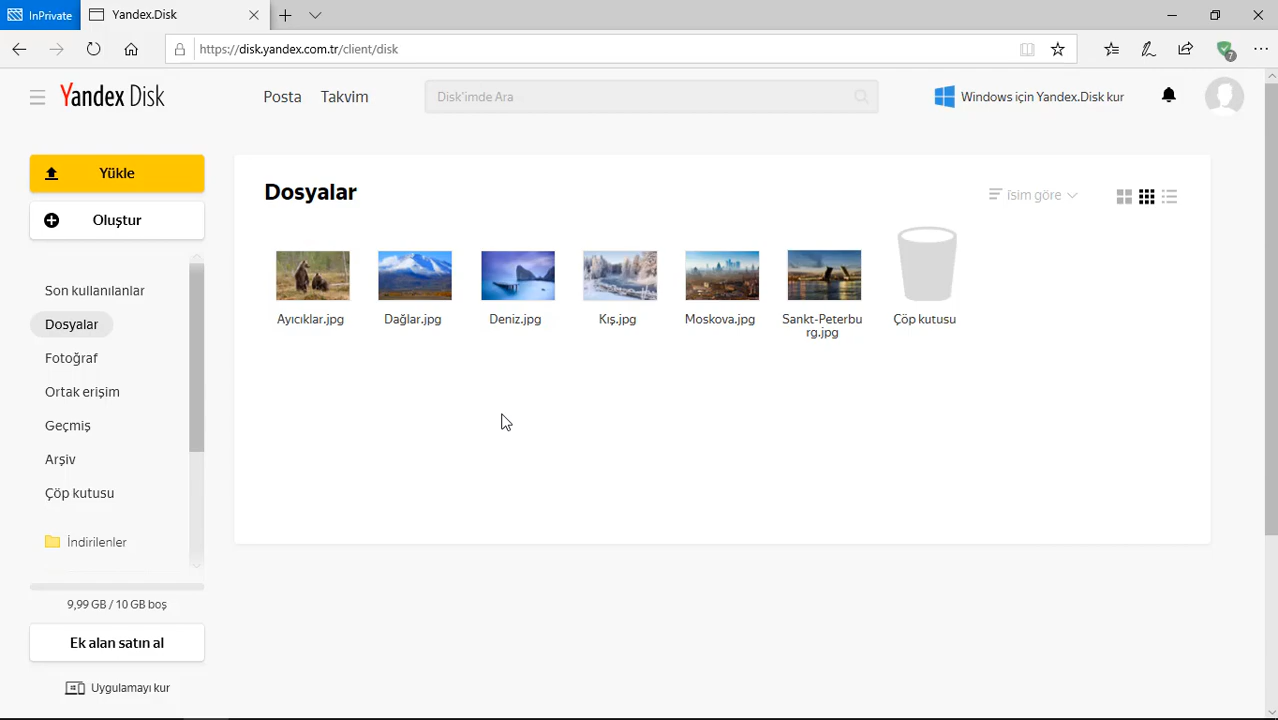 InPrivate
Yandex.Disk
https://disk.yandex.com.tr/client/disk
7
Yandex Disk
Posta
Takvim
Disk'imde Ara
Windows için Yandex.Disk kur
Yükle
Oluştur
Son kullanılanlar
Dosyalar
Fotoğraf
Ortak erişim
Geçmiş
Arşiv
Çöp kutusu
İndirilenler
9,99 GB / 10 GB boş
Ek alan satın al
Uygulamayı kur
Dosyalar
İsim göre
Ayıcıklar.jpg
Dağlar.jpg
Deniz.jpg
Kış.jpg
Moskova.jpg
Sankt-Peterbu
rg.jpg
Çöp kutusu